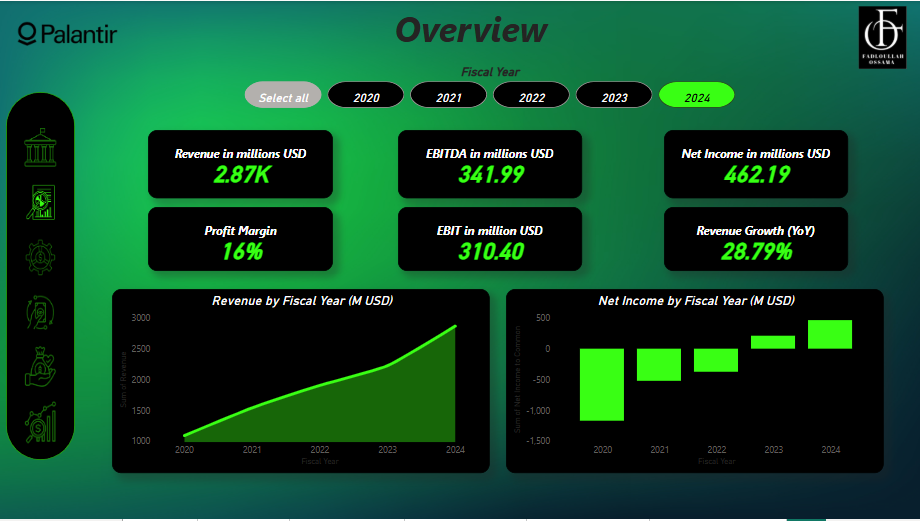 Palantir
Overview
FO
FADLOULLAH
OSSAMA
Fiscal Year
Select all
2020
2021
2022
2023
2024
Revenue in millions USD
2.87K
EBITDA in millions USD
341.99
Net Income in millions USD
462.19
Profit Margin
16%
EBIT in million USD
310.40
Revenue Growth (YoY)
28.79%
Revenue by Fiscal Year (M USD)
Sum of Revenue
3000
2500
2000
1500
1000
2020
2021
2022
2023
2024
Fiscal Year
Net Income by Fiscal Year (M USD)
Sum of Net Income to Common
500
0
-500
-1,000
-1,500
2020
2021
2022
2023
2024
Fiscal Year